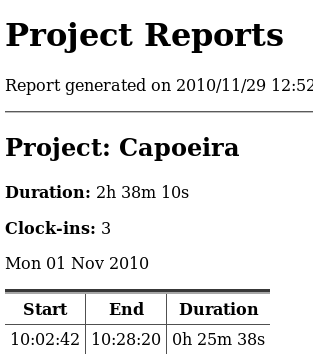 Project Reports
Report generated on 2010/11/29 12:52
Project: Capoeira
Duration: 2h 38m 10s
Clock-ins: 3
Mon 01 Nov 2010
Start End Duration
10:02:42 10:28:20 0h 25m 38s